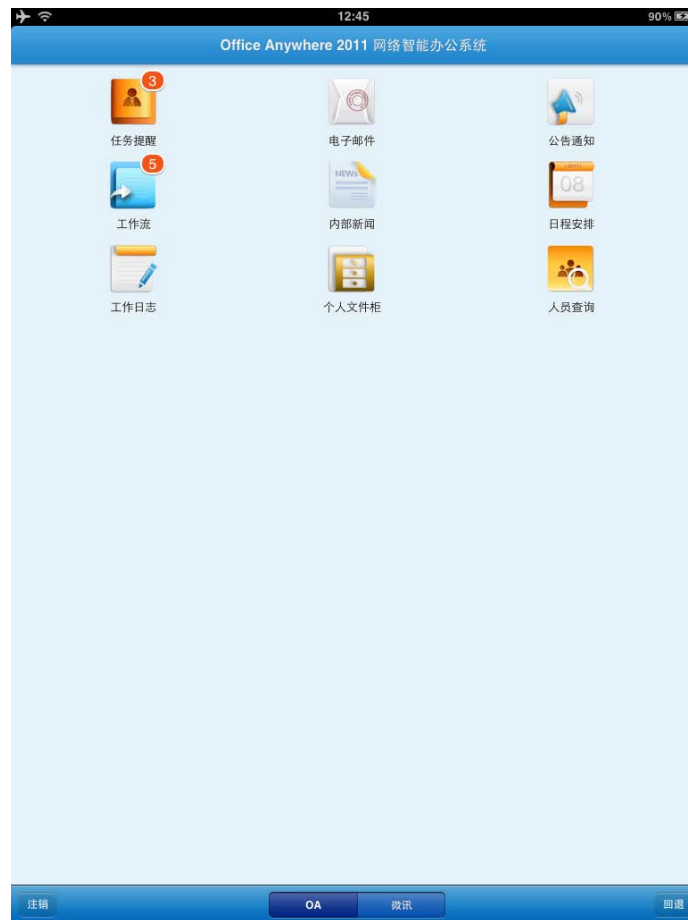 12:45
90%
Office Anywhere 2011 网络智能办公系统
3
任务提醒
电子邮件
公告通知
5
NEWs
08
工作流
内部新闻
日程安排
工作日志
个人文件柜
人员查询
注销
OA
微讯
回退